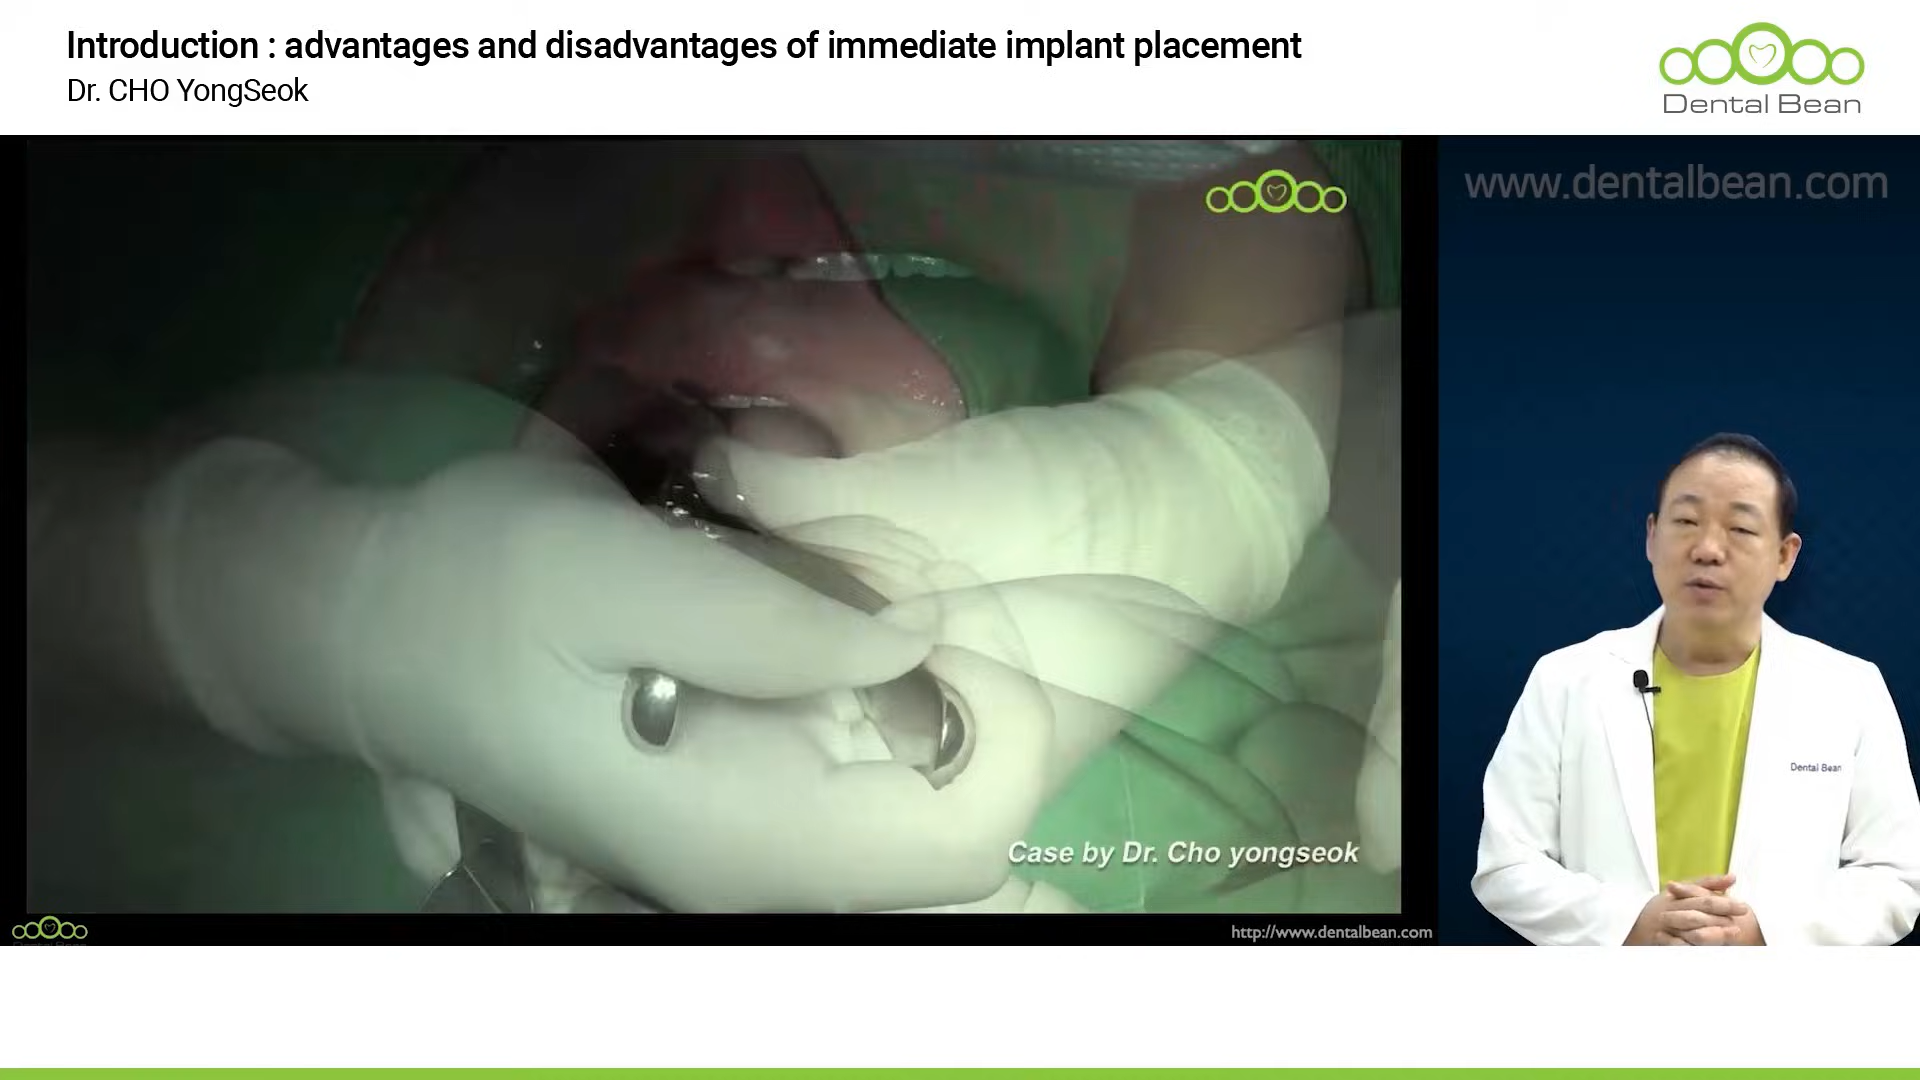 Introduction : advantages and disadvantages of immediate implant placement
Dr. CHO YongSeok
Dental Bean
www.dentalbean.com
Dental Bean
Case by Dr. Cho yongseok
http://www.dentalbean.com